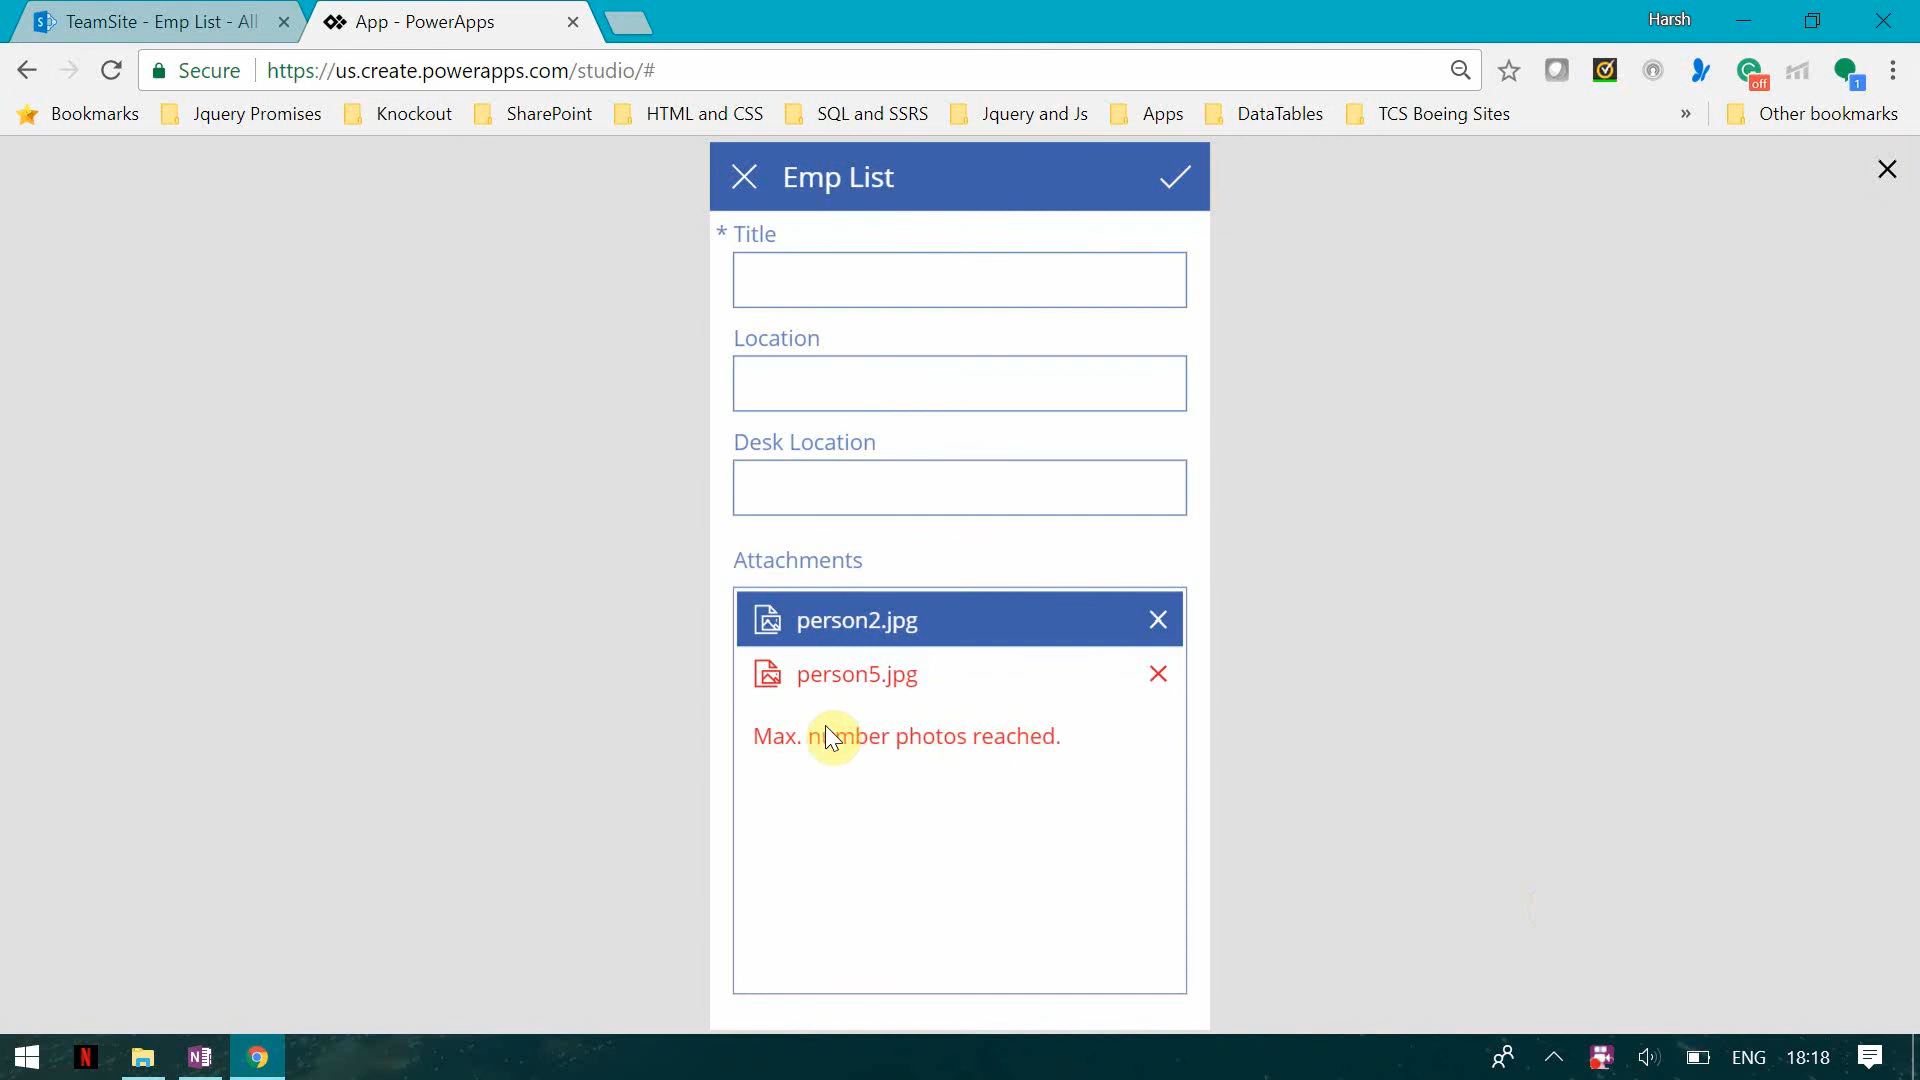 TeamSite - Emp List - All
App - PowerApps
Harsh
Secure
https://us.create.powerapps.com/studio/#
off
1
Bookmarks
Jquery Promises
Knockout
SharePoint
HTML and CSS
SQL and SSRS
Jquery and Js
Apps
DataTables
TCS Boeing Sites
»
Other bookmarks
Emp List
* Title
Location
Desk Location
Attachments
person2.jpg
person5.jpg
Max. number photos reached.
ENG
18:18